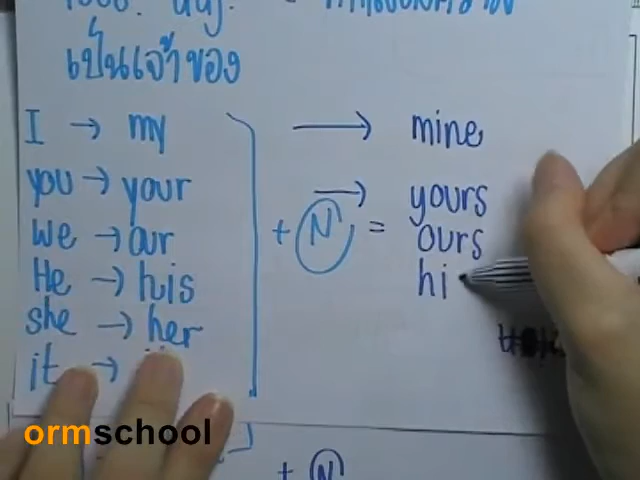 เป็นเจ้าของ
I → my → mine
you → your → yours
we → our + N = ours
He → his hi
she → her
it →
ormschool
+ N